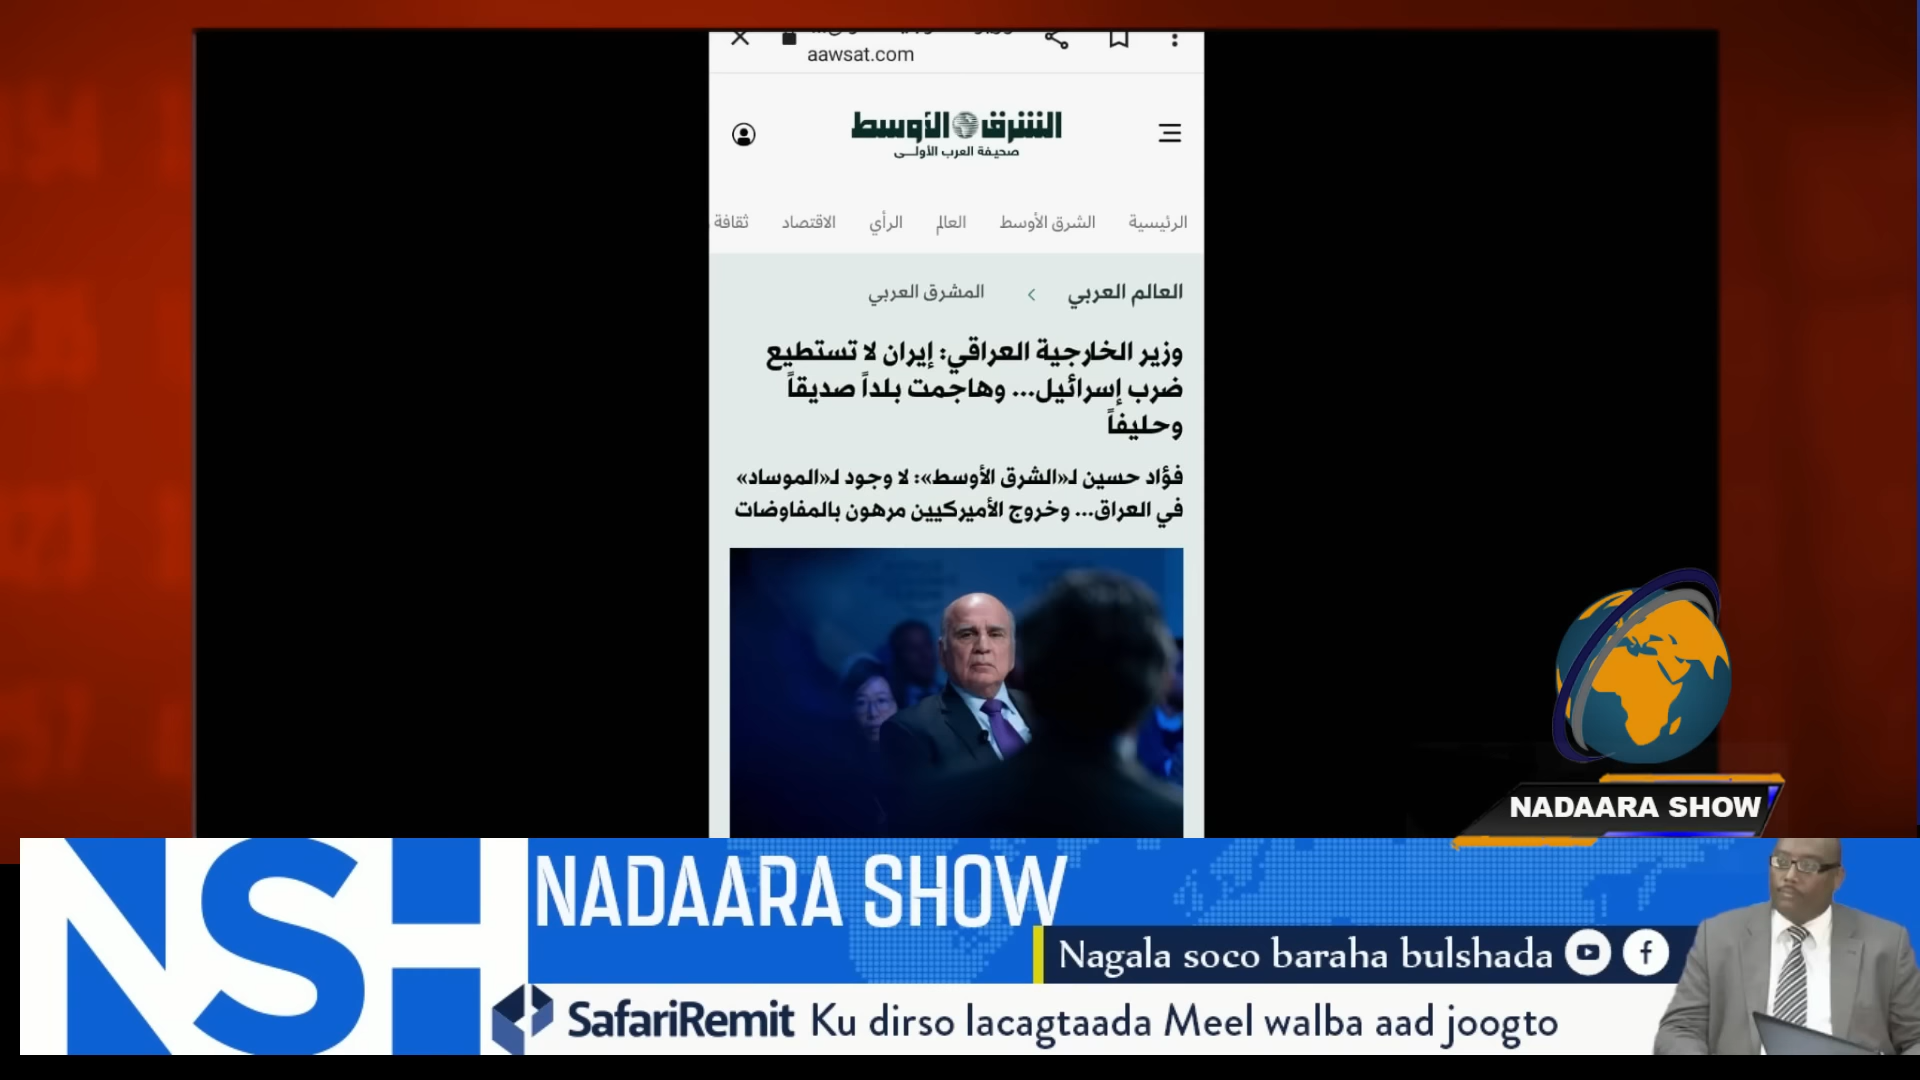 aawsat.com
الشرق الأوسط
صحيفة العرب الأولى
الرئيسية الشرق الأوسط العالم الرأي الاقتصاد ثقافة
العالم العربي > المشرق العربي
وزير الخارجية العراقي: إيران لا تستطيع
ضرب إسرائيل... وهاجمت بلداً صديقاً
وحليفاً
فؤاد حسين لـ«الشرق الأوسط»: لا وجود لـ«الموساد»
في العراق... وخروج الأميركيين مرهون بالمفاوضات
NADAARA SHOW
NSH
NADAARA SHOW
Nagala soco baraha bulshada
SafariRemit Ku dirso lacagtaada Meel walba aad joogto